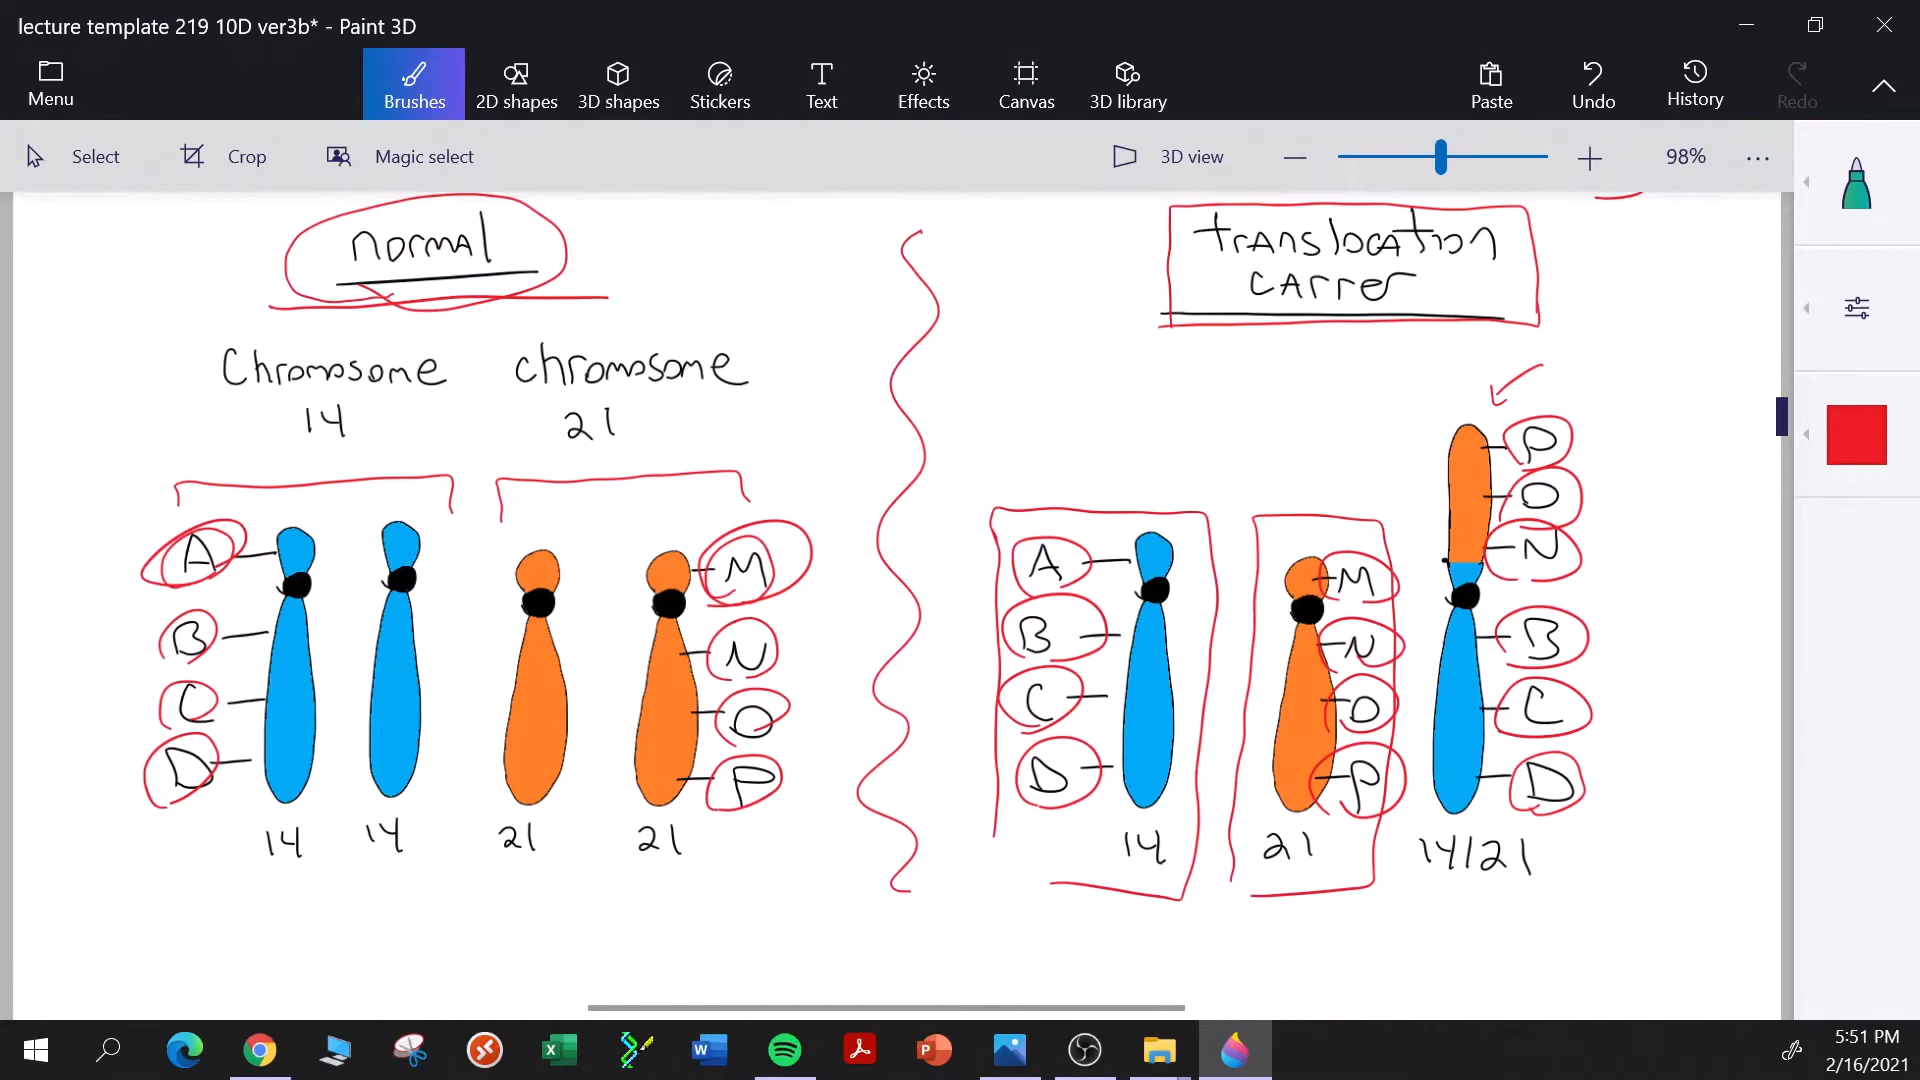 lecture template 219 10D ver3b* - Paint 3D
Menu
Brushes
2D shapes
3D shapes
Stickers
Text
Effects
Canvas
3D library
Paste
Undo
History
Redo
Select
Crop
Magic select
3D view
98%
normal
Chromosome
14
chromosome
21
A
B
C
D
14
14
21
21
M
N
O
P
translocation
carrer
A
B
C
D
14
M
N
O
P
21
P
O
N
B
C
D
14/21
5:51 PM
2/16/2021